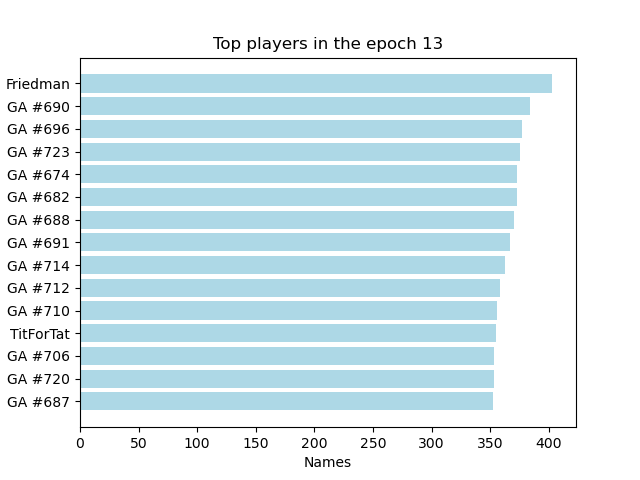 Top players in the epoch 13
Friedman
GA #690
GA #696
GA #723
GA #674
GA #682
GA #688
GA #691
GA #714
GA #712
GA #710
TitForTat
GA #706
GA #720
GA #687
0 50 100 150 200 250 300 350 400
Names